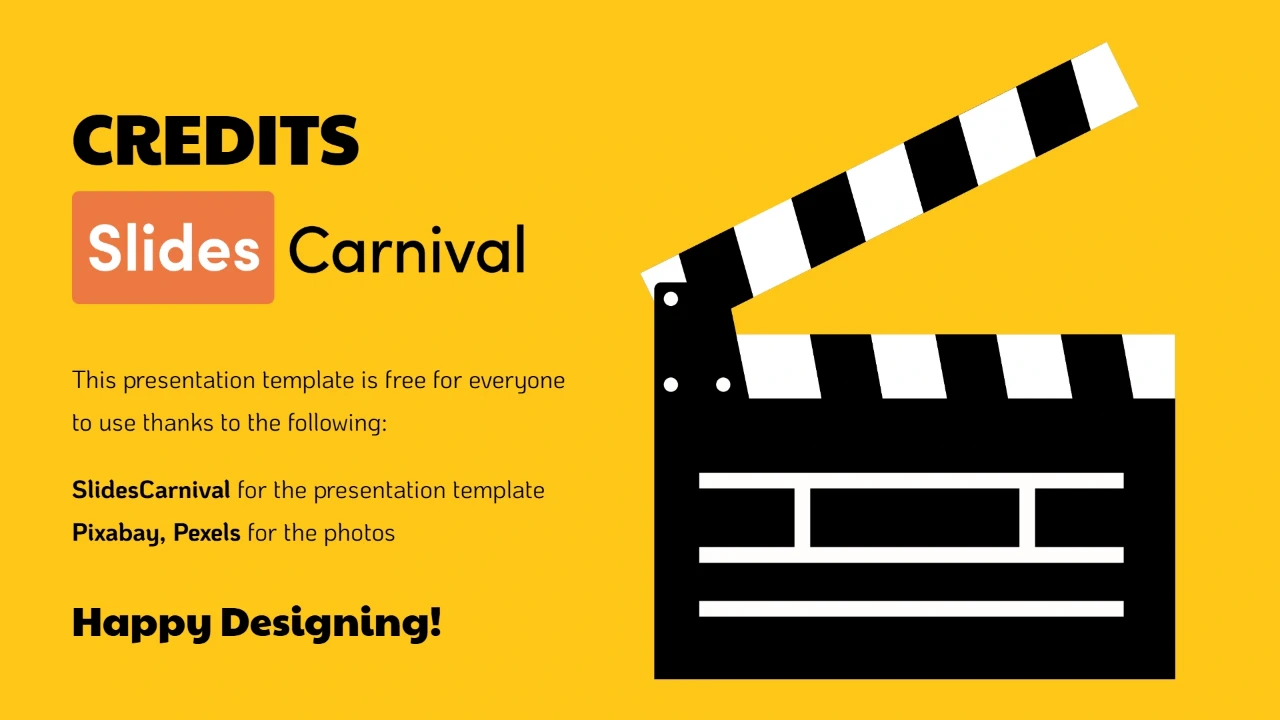 CREDITS
Slides Carnival
This presentation template is free for everyone
to use thanks to the following:
SlidesCarnival for the presentation template
Pixabay, Pexels for the photos
Happy Designing!